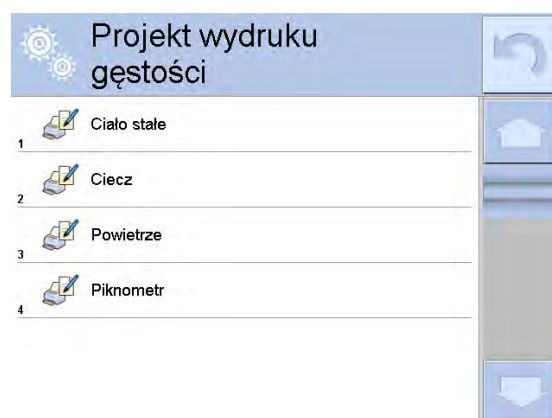 Projekt wydruku
gęstości
1 Ciało stałe
2 Ciecz
3 Powietrze
4 Piknometr